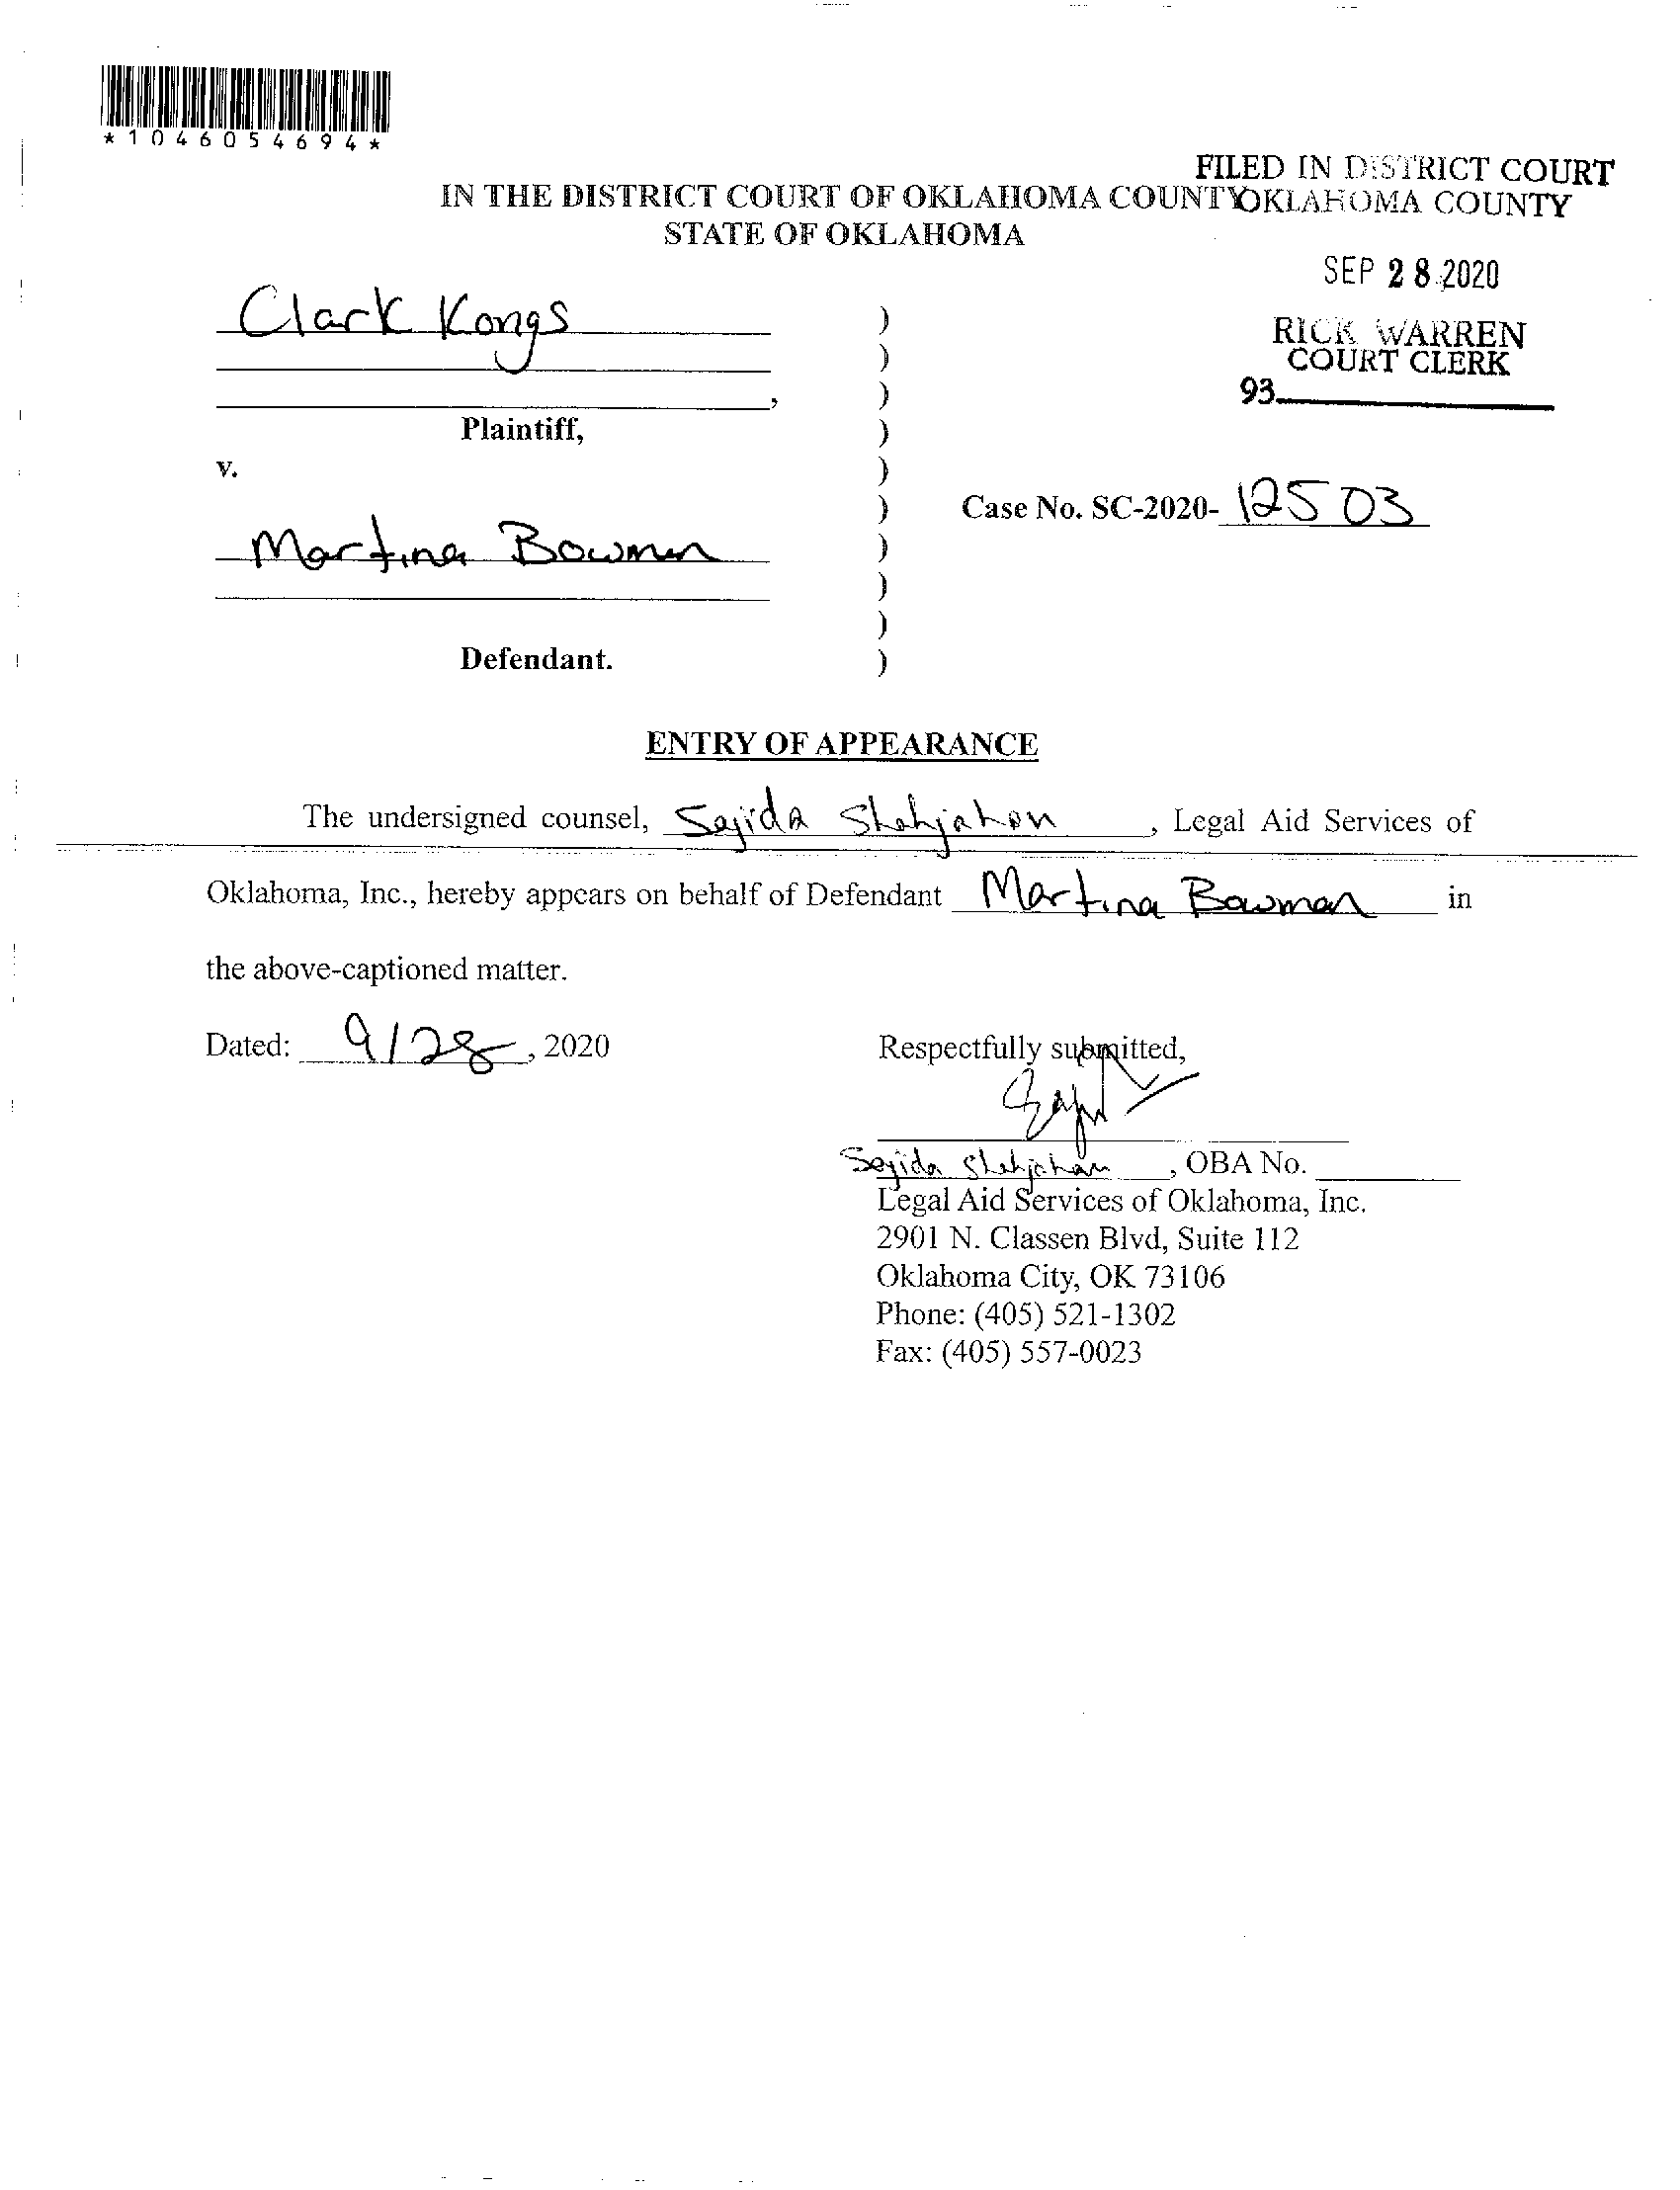 *1046054694*
FILED IN DISTRICT COURT
OKLAHOMA COUNTY
IN THE DISTRICT COURT OF OKLAHOMA COUNTY
STATE OF OKLAHOMA
SEP 28 2020
RICK WARREN
COURT CLERK
93
Clark Kongs
)
)
, )
Plaintiff, )
v. )
) Case No. SC-2020- 12503
Martina Bowman )
)
)
Defendant. )
ENTRY OF APPEARANCE
The undersigned counsel, Sajida Shahjahan, Legal Aid Services of
Oklahoma, Inc., hereby appears on behalf of Defendant Martina Bowman in
the above-captioned matter.
Dated: 9/28, 2020
Respectfully submitted,
Sajida Shahjahan, OBA No.
Legal Aid Services of Oklahoma, Inc.
2901 N. Classen Blvd, Suite 112
Oklahoma City, OK 73106
Phone: (405) 521-1302
Fax: (405) 557-0023